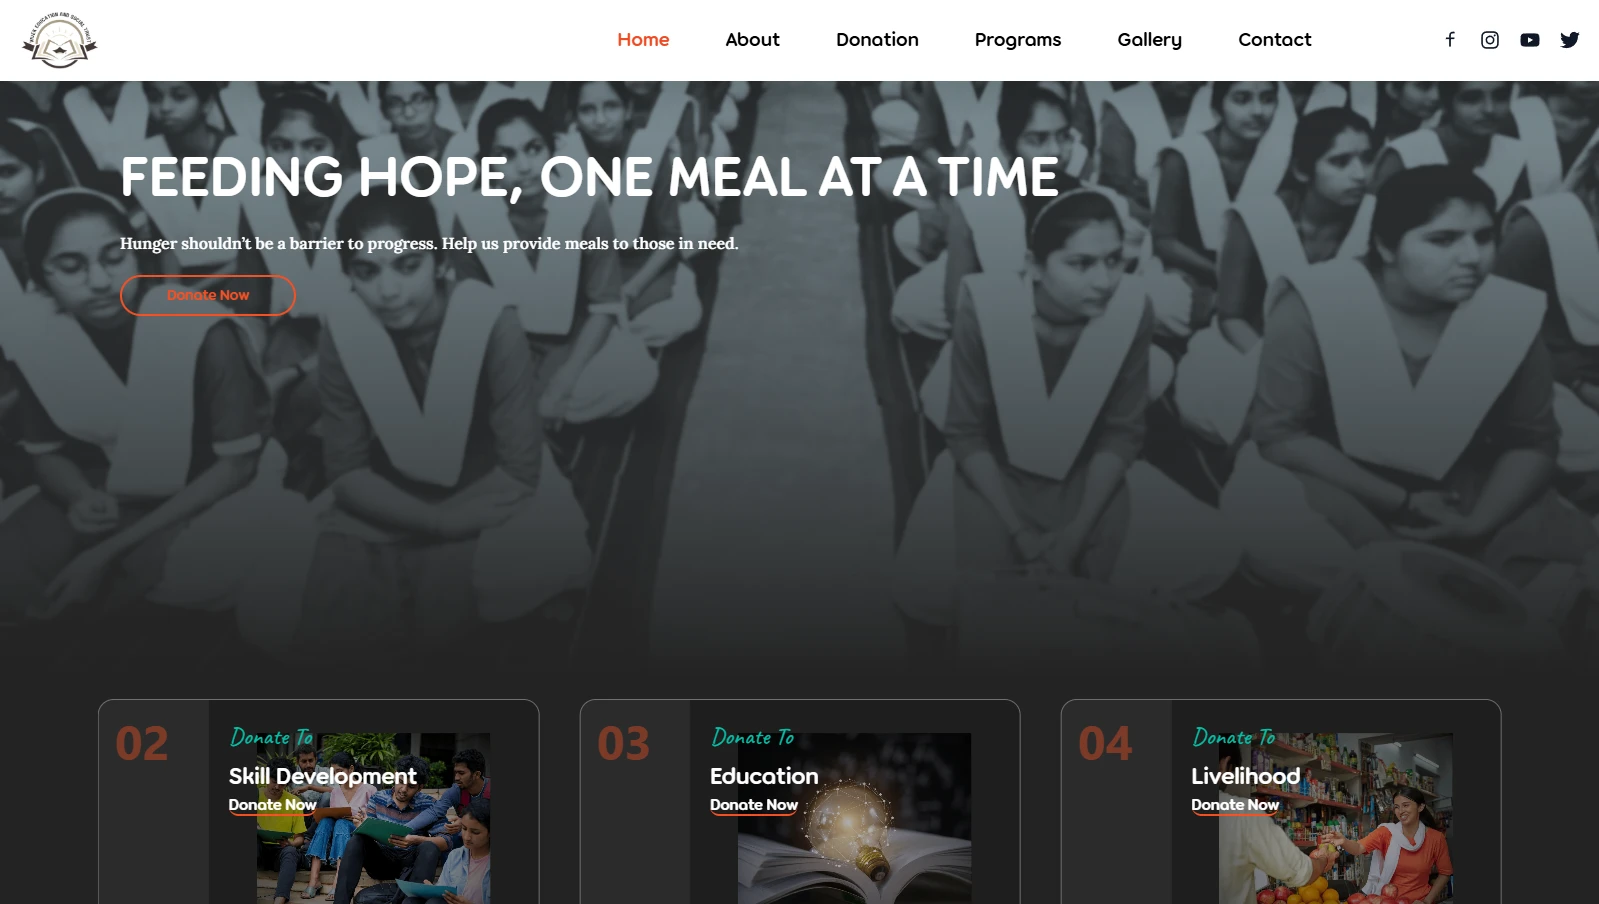 Home About Donation Programs Gallery Contact
FEEDING HOPE, ONE MEAL AT A TIME
Hunger shouldn’t be a barrier to progress. Help us provide meals to those in need.
Donate Now
02
Donate To
Skill Development
Donate Now
03
Donate To
Education
Donate Now
04
Donate To
Livelihood
Donate Now